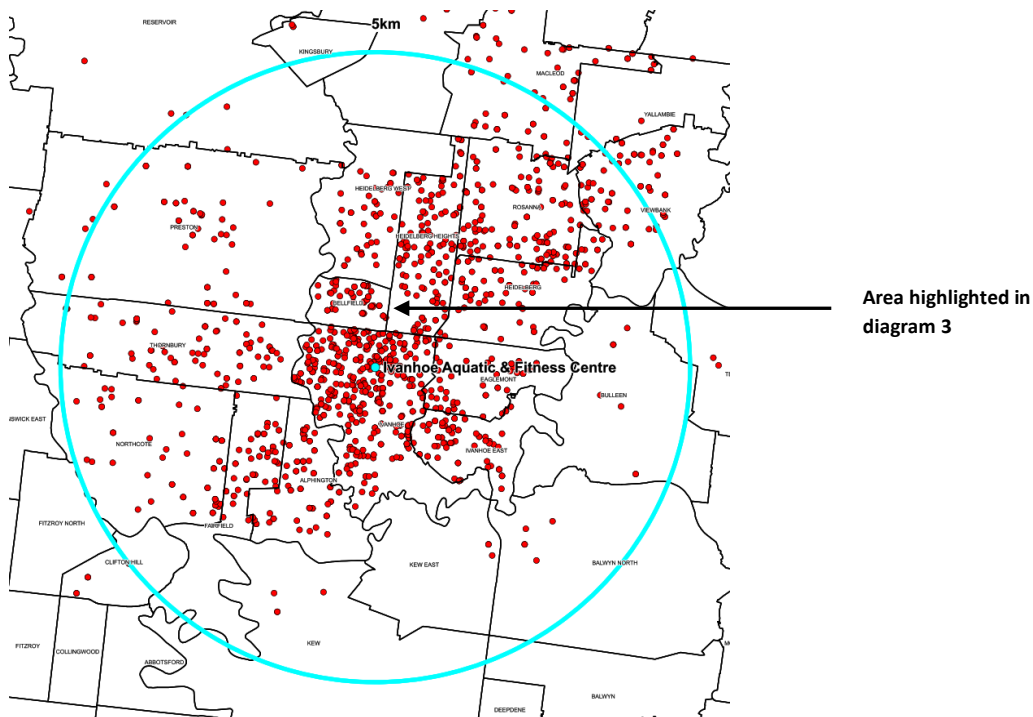 RESERVOIR
5km
KINGSBURY
MACLEOD
YALLAMBIE
HEIDELBERG WEST
ROSANNA
VIEWBANK
PRESTON
HEIDELBERG HEIGHTS
HEIDELBERG
BELLFIELD
Area highlighted in
diagram 3
THORNBURY
Ivanhoe Aquatic & Fitness Centre
EAGLEMONT
BULLEEN
NSWICK EAST
IVANHOE
NORTHCOTE
IVANHOE EAST
ALPHINGTON
FITZROY NORTH
FAIRFIELD
CLIFTON HILL
KEW EAST
BALWYN NORTH
FITZROY
COLLINGWOOD
ABBOTSFORD
KEW
BALWYN
DEEPDENE